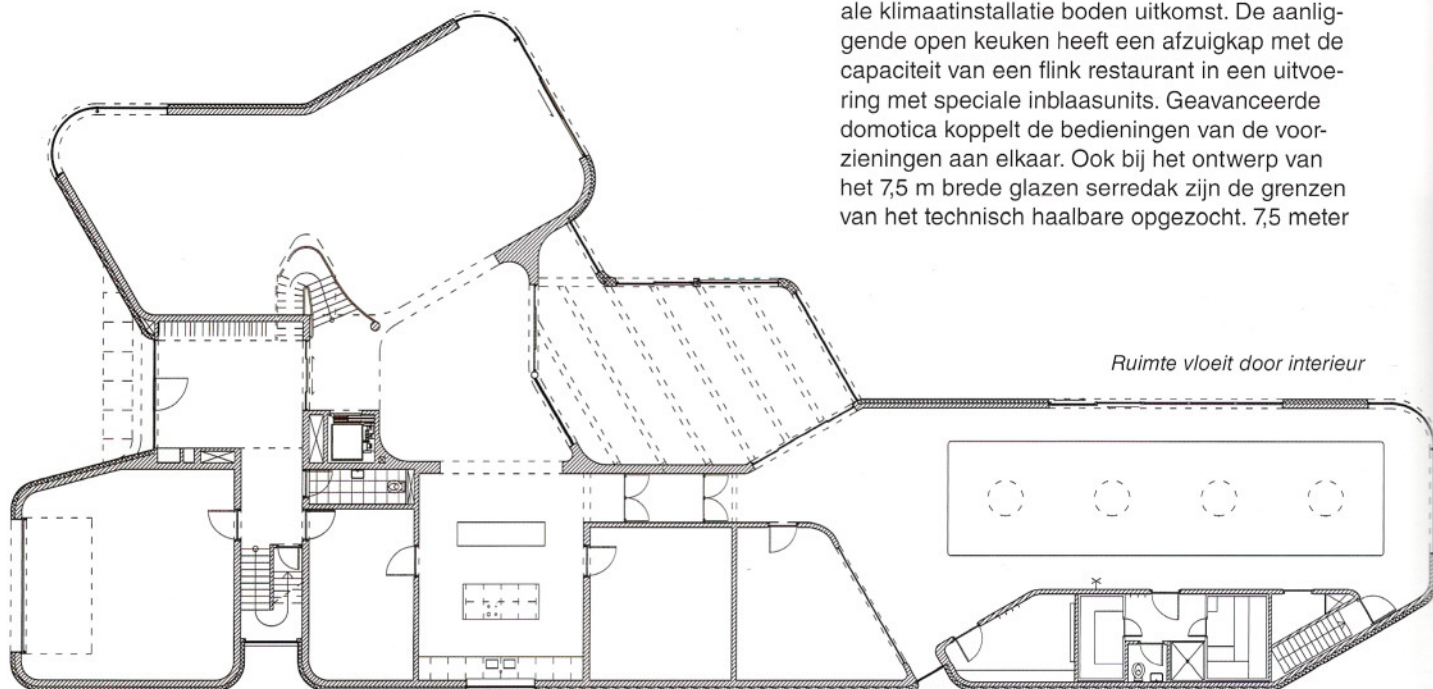 ale klimaatinstallatie boden uitkomst. De aanlig-
gende open keuken heeft een afzuigkap met de
capaciteit van een flink restaurant in een uitvoe-
ring met speciale inblaasunits. Geavanceerde
domotica koppelt de bedieningen van de voor-
zieningen aan elkaar. Ook bij het ontwerp van
het 7,5 m brede glazen serredak zijn de grenzen
van het technisch haalbare opgezocht. 7,5 meter
Ruimte vloeit door interieur